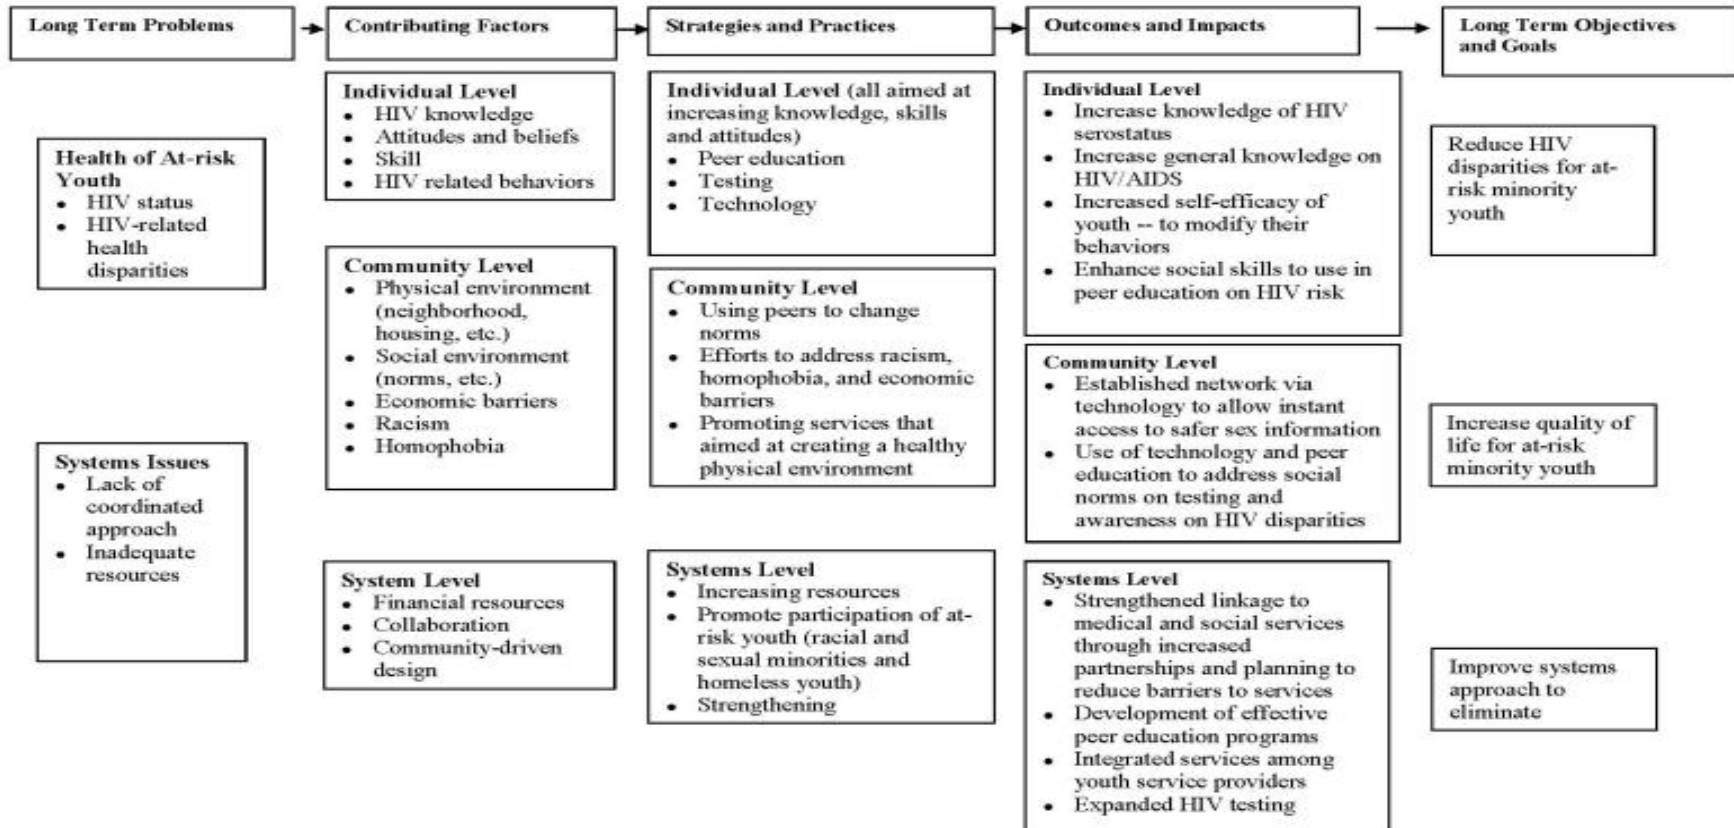 Long Term Problems
Contributing Factors
Strategies and Practices
Outcomes and Impacts
Long Term Objectives
and Goals
Health of At-risk
Youth
• HIV status
• HIV-related
health
disparities
Systems Issues
• Lack of
coordinated
approach
• Inadequate
resources
Individual Level
• HIV knowledge
• Attitudes and beliefs
• Skill
• HIV related behaviors
Community Level
• Physical environment
(neighborhood,
housing, etc.)
• Social environment
(norms, etc.)
• Economic barriers
• Racism
• Homophobia
System Level
• Financial resources
• Collaboration
• Community-driven
design
Individual Level (all aimed at
increasing knowledge, skills
and attitudes)
• Peer education
• Testing
• Technology
Community Level
• Using peers to change
norms
• Efforts to address racism,
homophobia, and economic
barriers
• Promoting services that
aimed at creating a healthy
physical environment
Systems Level
• Increasing resources
• Promote participation of at-
risk youth (racial and
sexual minorities and
homeless youth)
• Strengthening
Individual Level
• Increase knowledge of HIV
serostatus
• Increase general knowledge on
HIV/AIDS
• Increased self-efficacy of
youth -- to modify their
behaviors
• Enhance social skills to use in
peer education on HIV risk
Community Level
• Established network via
technology to allow instant
access to safer sex information
• Use of technology and peer
education to address social
norms on testing and
awareness on HIV disparities
Systems Level
• Strengthened linkage to
medical and social services
through increased
partnerships and planning to
reduce barriers to services
• Development of effective
peer education programs
• Integrated services among
youth service providers
• Expanded HIV testing
Reduce HIV
disparities for at-
risk minority
youth
Increase quality of
life for at-risk
minority youth
Improve systems
approach to
eliminate